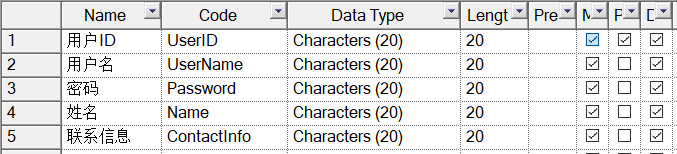 Name Code Data Type Lengt Pre M P D
1 用户ID UserID Characters (20) 20
2 用户名 UserName Characters (20) 20
3 密码 Password Characters (20) 20
4 姓名 Name Characters (20) 20
5 联系信息 ContactInfo Characters (20) 20